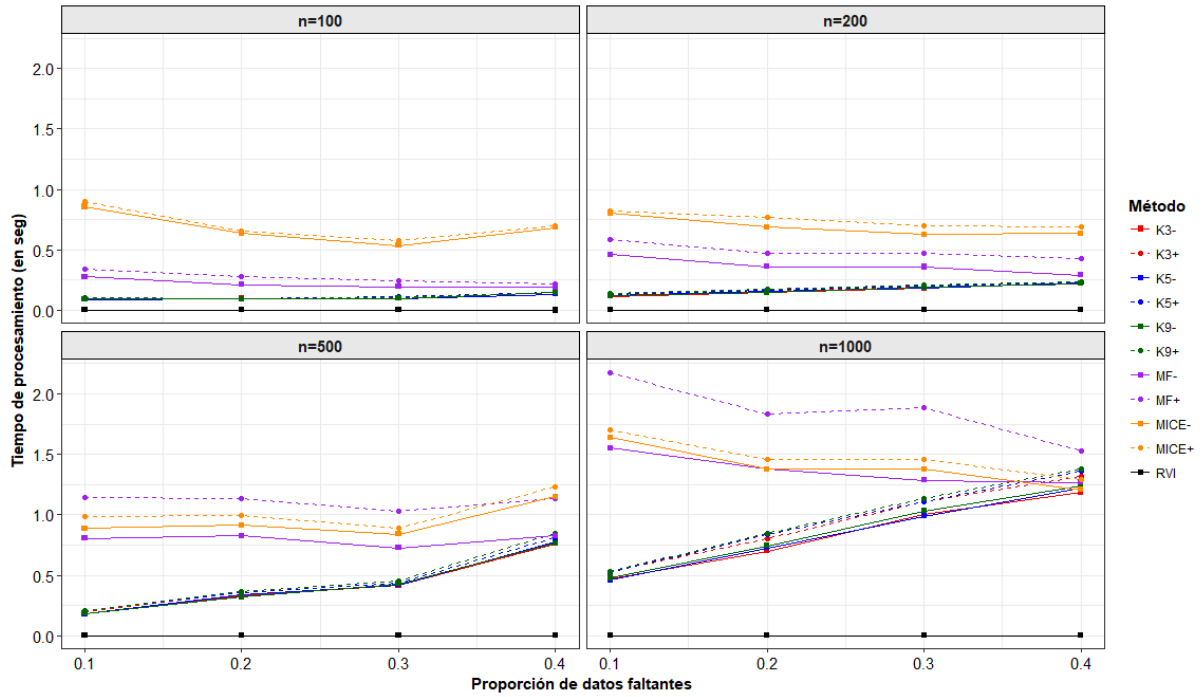 n=100
n=200
2.0
1.5
1.0
0.5
0.0
n=500
n=1000
2.0
1.5
1.0
0.5
0.0
0.1
0.2
0.3
0.4
0.1
0.2
0.3
0.4
Tiempo de procesamiento (en seg)
Proporción de datos faltantes
Método
K3-
K3+
K5-
K5+
K9-
K9+
MF-
MF+
MICE-
MICE+
RVI